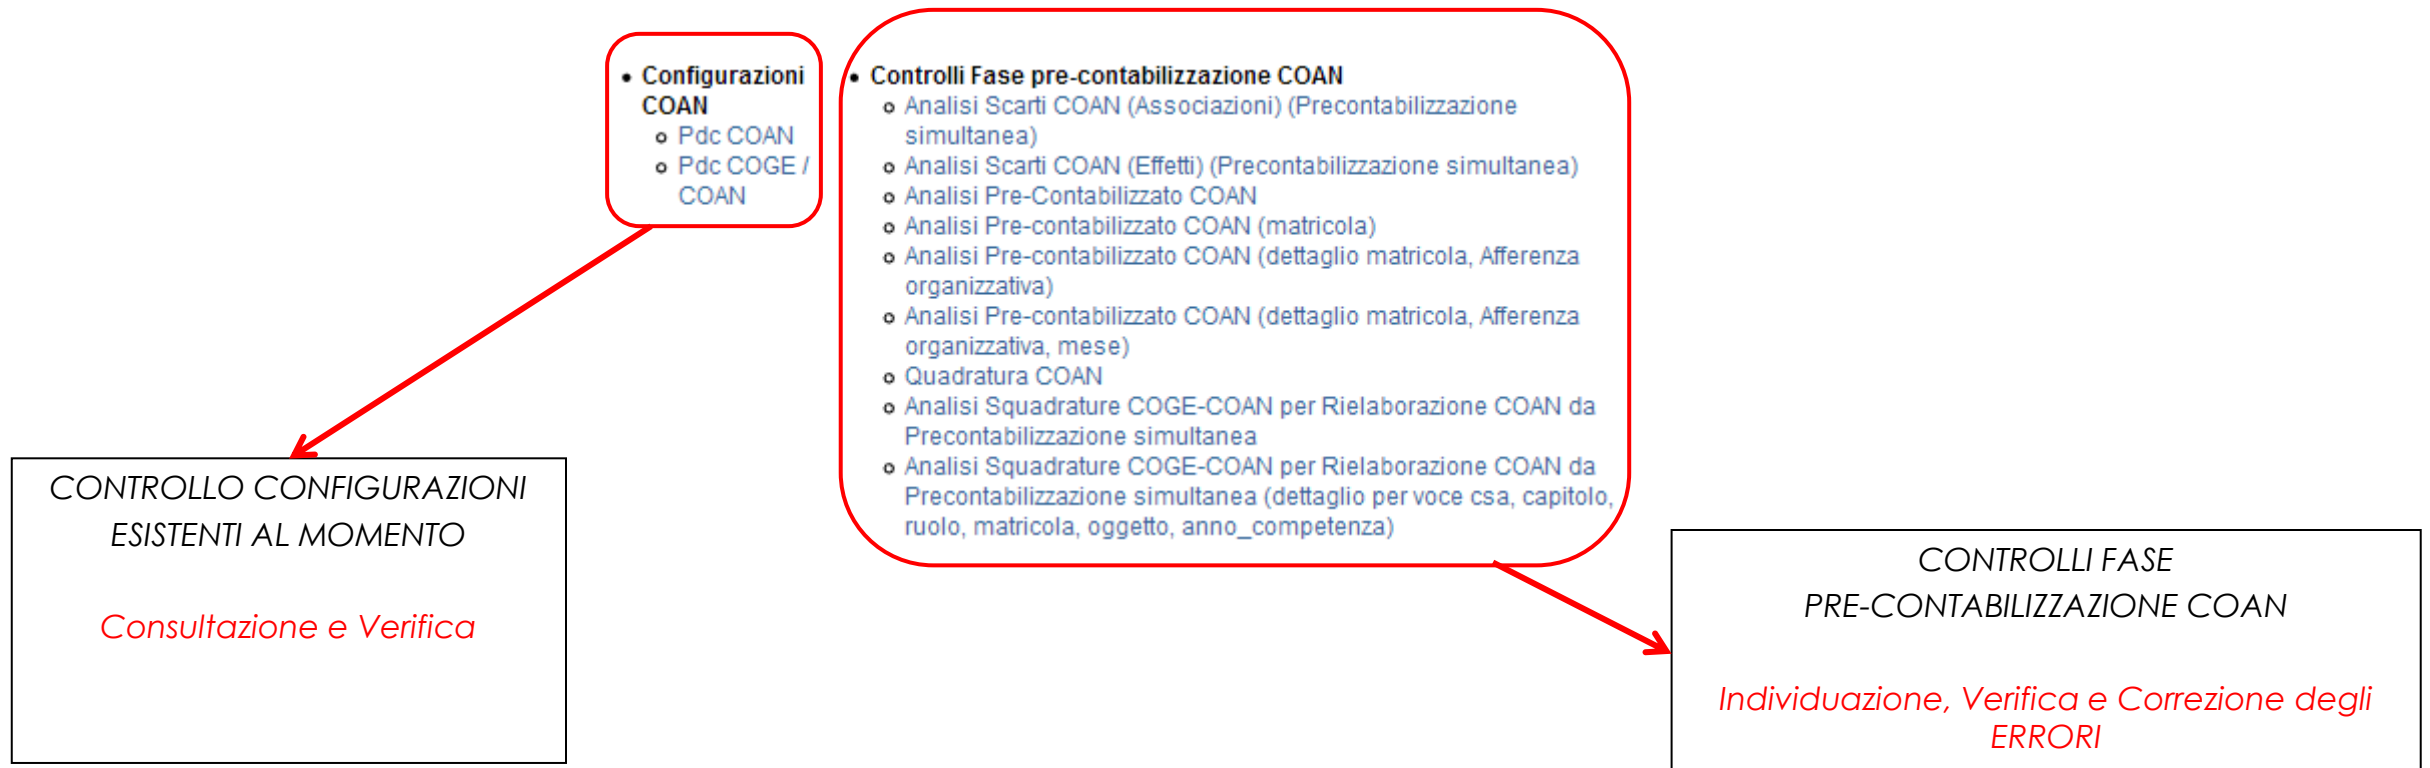 Configurazioni
COAN
Pdc COAN
Pdc COGE /
COAN
Controlli Fase pre-contabilizzazione COAN
Analisi Scarti COAN (Associazioni) (Precontabilizzazione
simultanea)
Analisi Scarti COAN (Effetti) (Precontabilizzazione simultanea)
Analisi Pre-Contabilizzato COAN
Analisi Pre-contabilizzato COAN (matricola)
Analisi Pre-contabilizzato COAN (dettaglio matricola, Afferenza
organizzativa)
Analisi Pre-contabilizzato COAN (dettaglio matricola, Afferenza
organizzativa, mese)
Quadratura COAN
Analisi Squadrature COGE-COAN per Rielaborazione COAN da
Precontabilizzazione simultanea
Analisi Squadrature COGE-COAN per Rielaborazione COAN da
Precontabilizzazione simultanea (dettaglio per voce csa, capitolo,
ruolo, matricola, oggetto, anno_competenza)
CONTROLLO CONFIGURAZIONI
ESISTENTI AL MOMENTO
Consultazione e Verifica
CONTROLLI FASE
PRE-CONTABILIZZAZIONE COAN
Individuazione, Verifica e Correzione degli
ERRORI